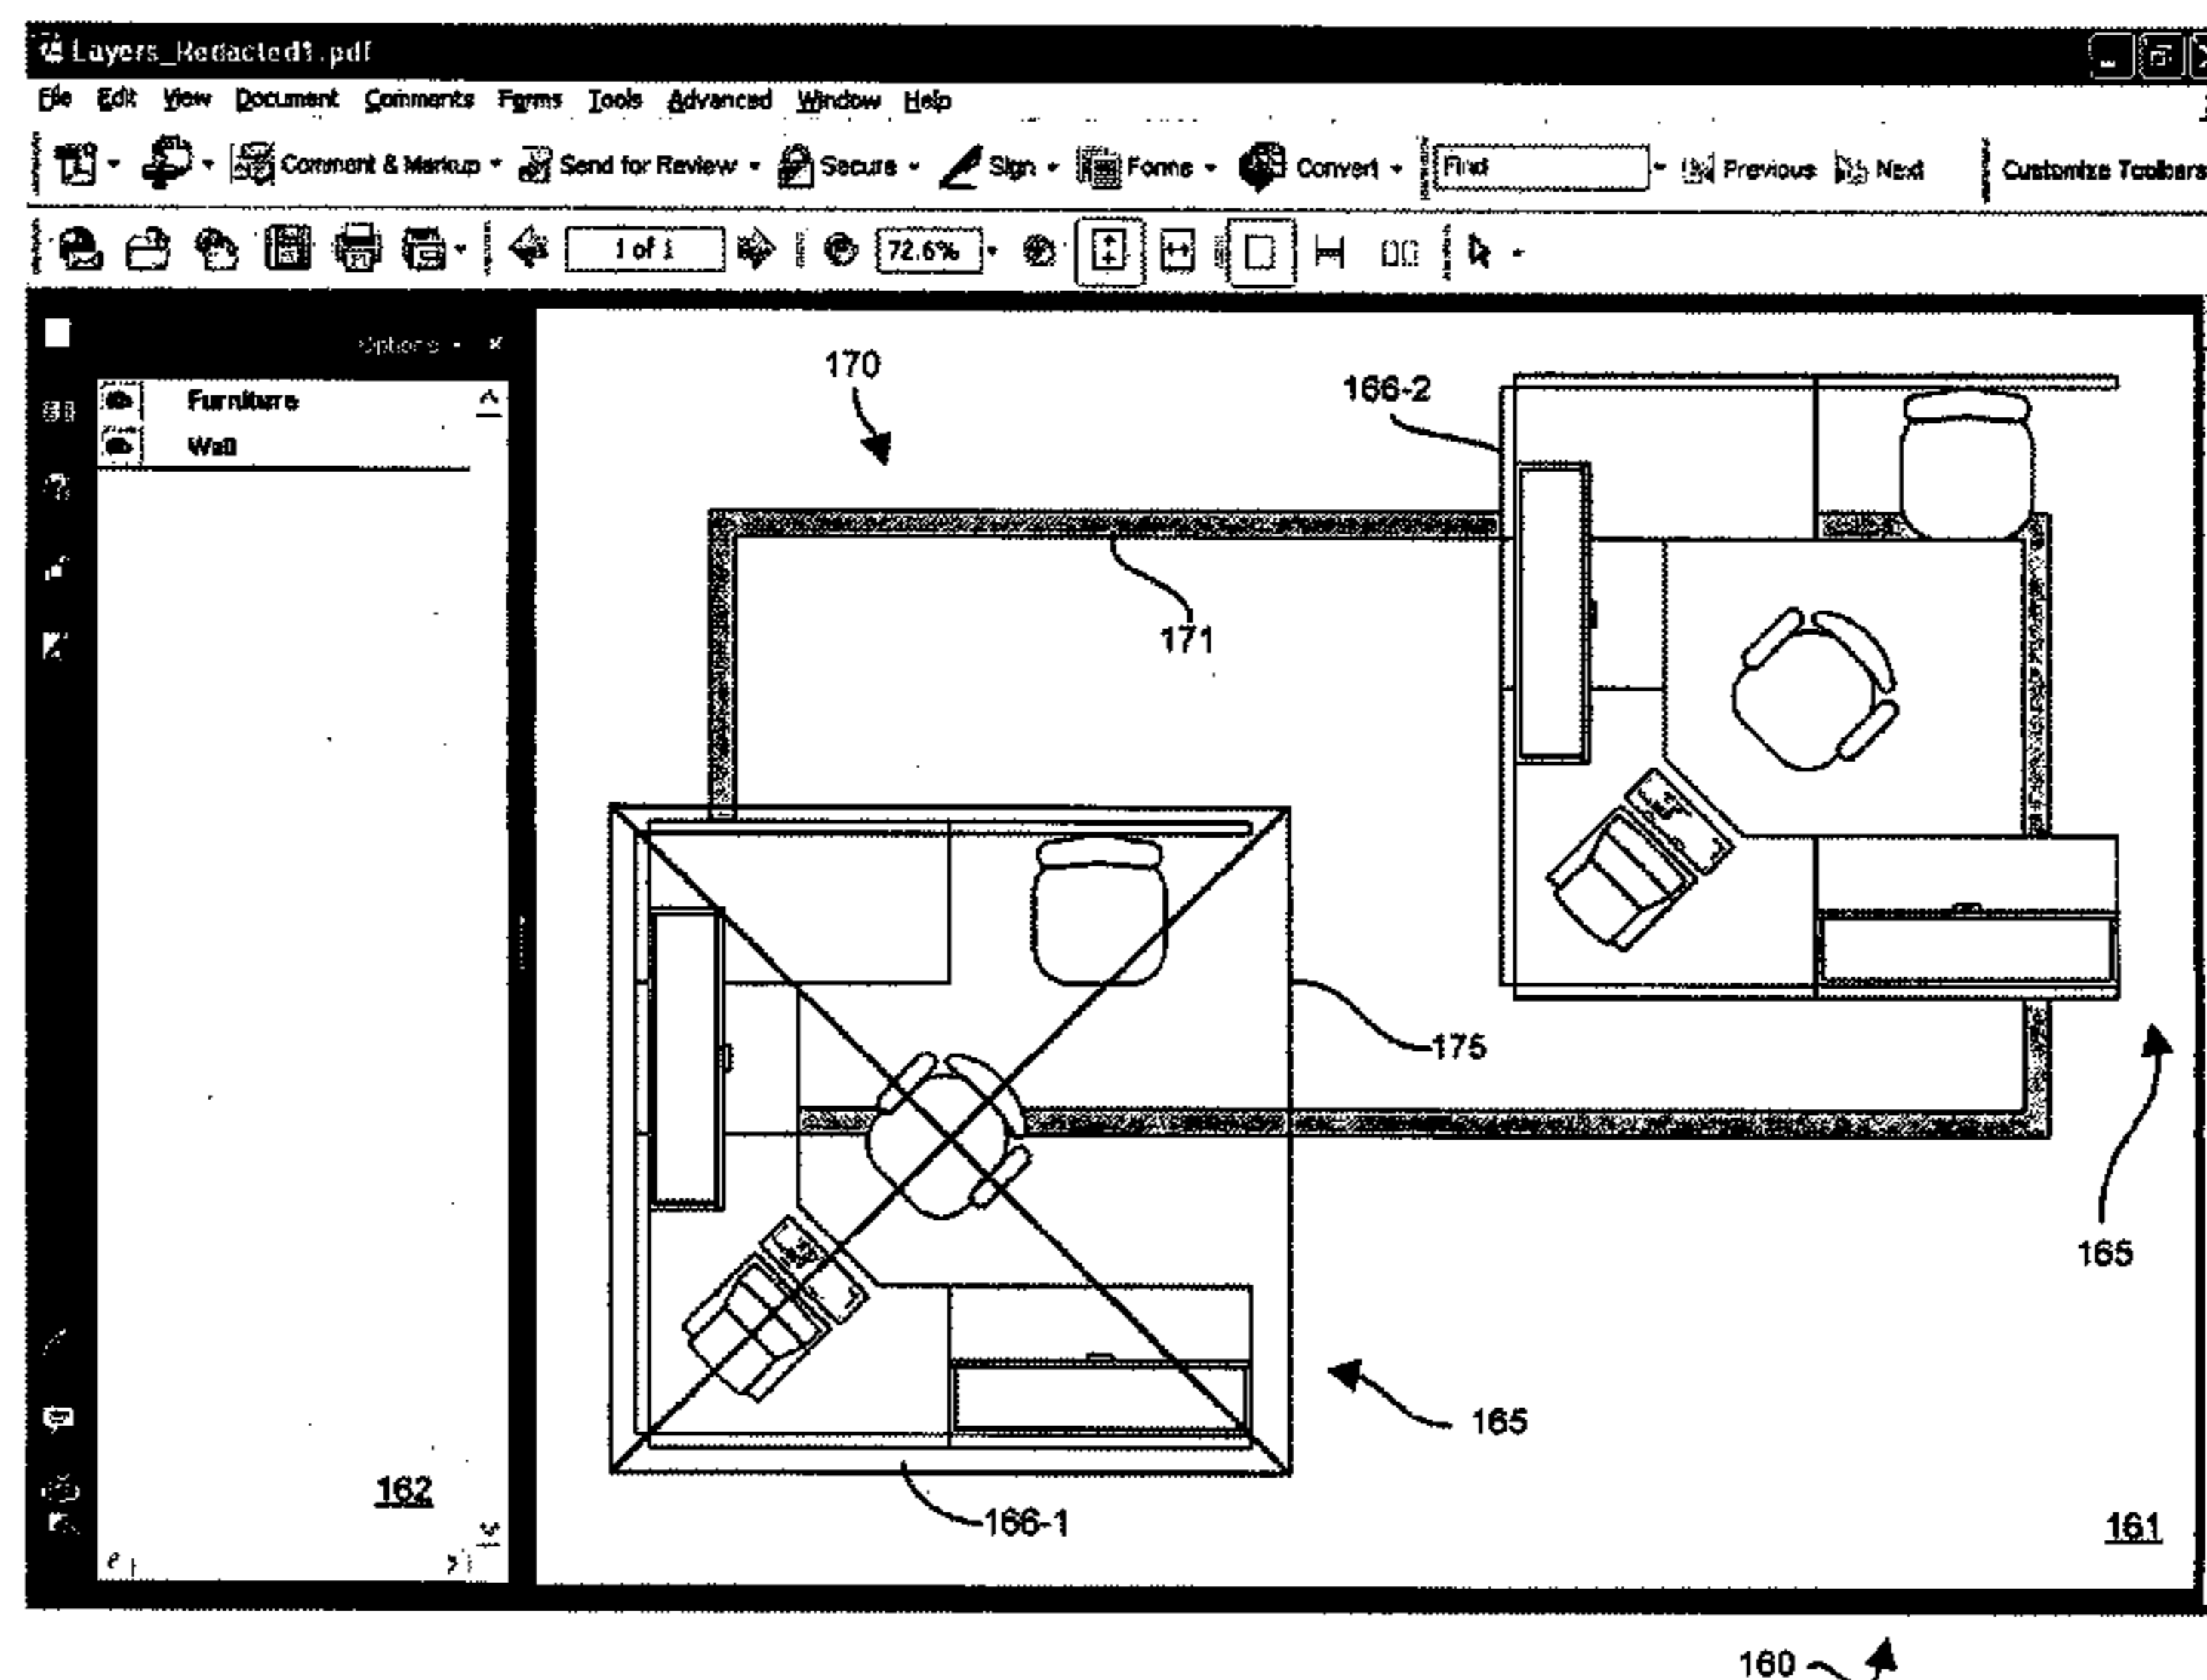 Layers_Redacted1.pdf
File Edit View Document Comments Forms Tools Advanced Window Help
Comment & Markup Send for Review Secure Sign Forms Convert Find Previous Next Customize Toolbars
1 of 1 72.6%
Options
Furniture
Wall
170
166-2
171
175
165
165
166-1
162
161
160